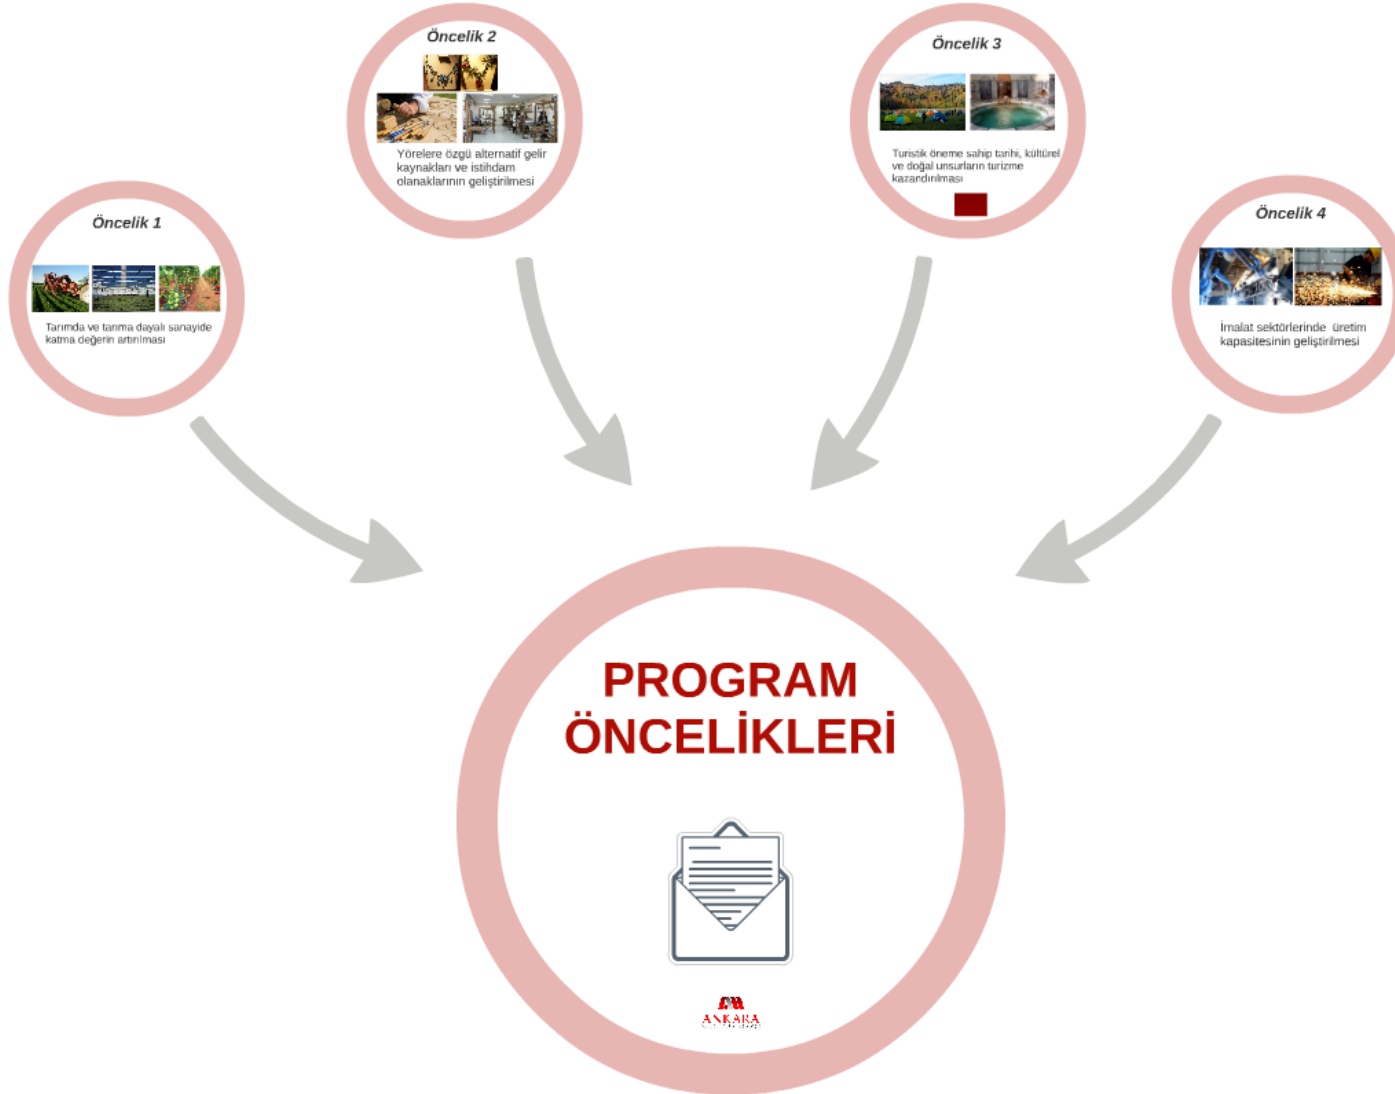 Öncelik 1
Tarımda ve tarıma dayalı sanayide
katma değerin artırılması
Öncelik 2
Yörelere özgü alternatif gelir
kaynakları ve istihdam
olanaklarının geliştirilmesi
Öncelik 3
Turistik öneme sahip tarihi, kültürel
ve doğal unsurların turizme
kazandırılması
Öncelik 4
İmalat sektörlerinde  üretim
kapasitesinin geliştirilmesi
PROGRAM
ÖNCELİKLERİ
ANKARA